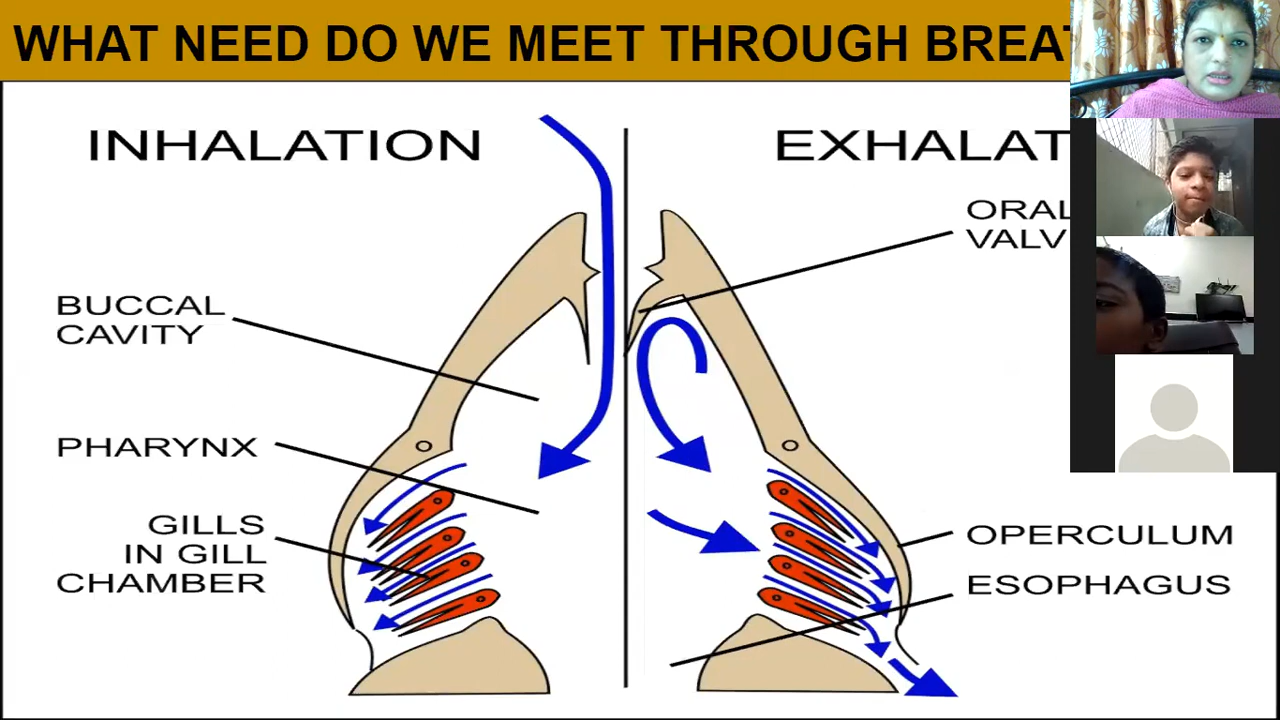 WHAT NEED DO WE MEET THROUGH
INHALATION
EXHALAT
ORAL
VALV
BUCCAL
CAVITY
PHARYNX
GILLS
IN GILL
CHAMBER
OPERCULUM
ESOPHAGUS